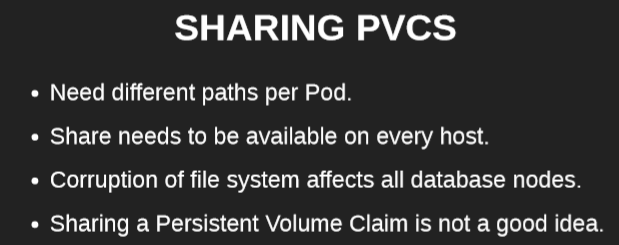 SHARING PVCS
• Need different paths per Pod.
• Share needs to be available on every host.
• Corruption of file system affects all database nodes.
• Sharing a Persistent Volume Claim is not a good idea.